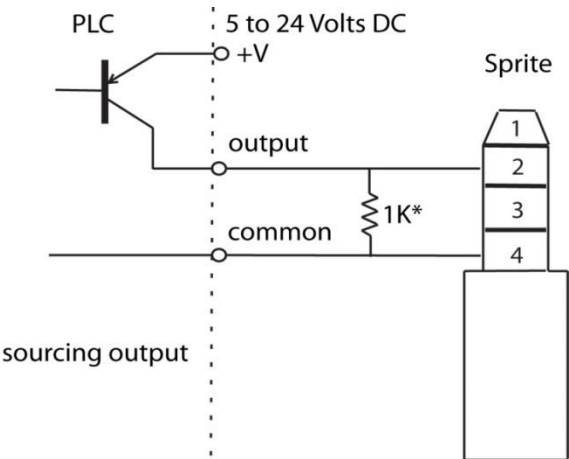 PLC
5 to 24 Volts DC
+V
Sprite
1
output
2
1K*
3
common
4
sourcing output